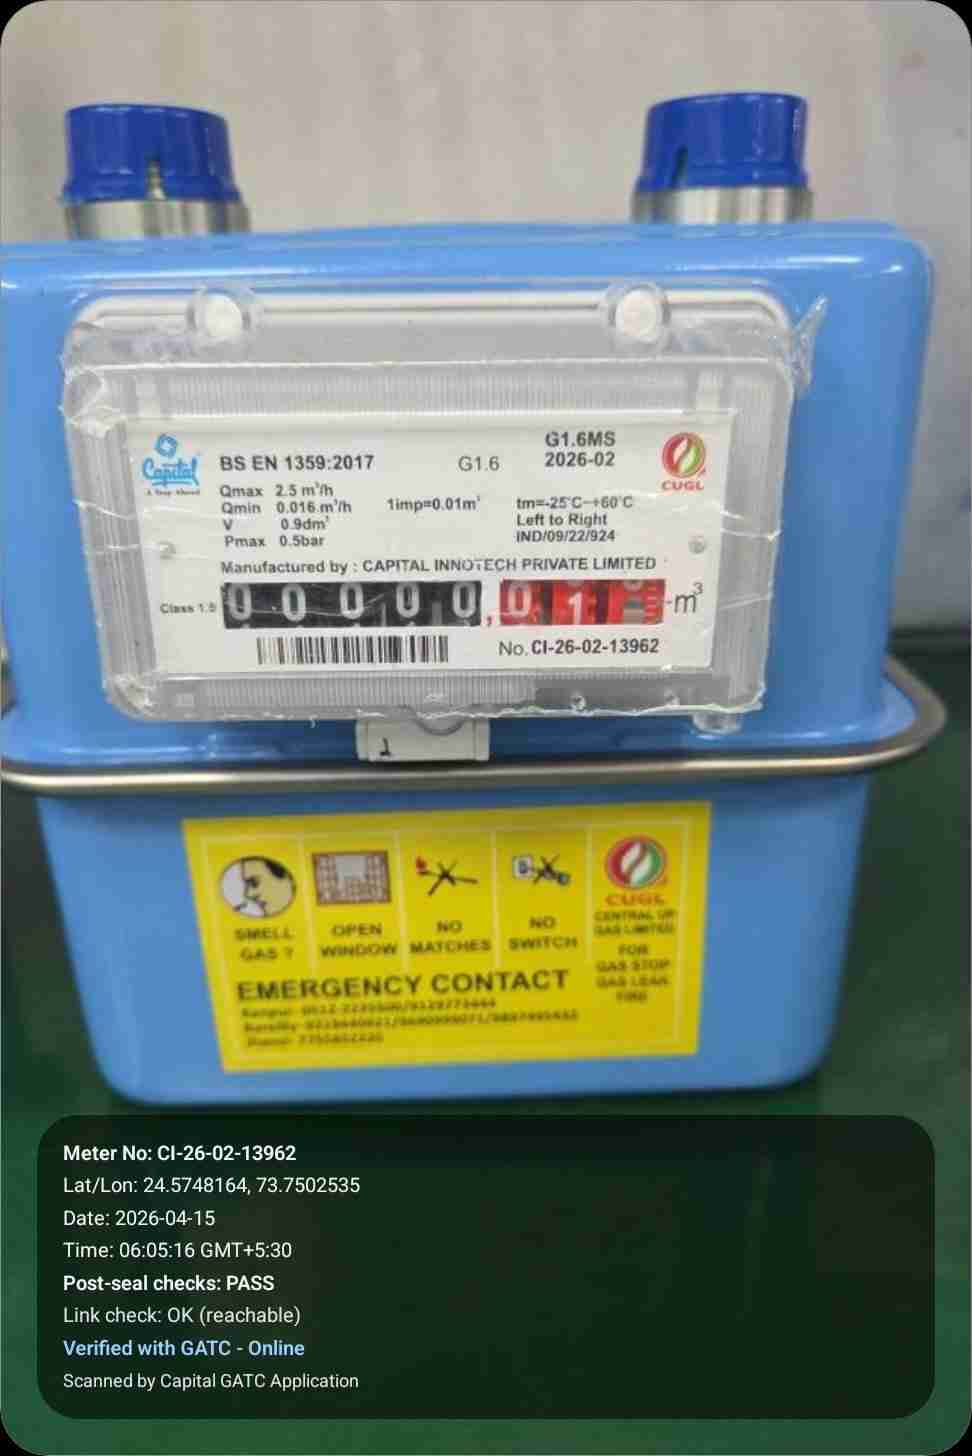 Capital
A Step Ahead
BS EN 1359:2017
G1.6
G1.6MS
2026-02
CUGL
Qmax 2.5 m³/h
Qmin 0.016 m³/h
V 0.9dm³
Pmax 0.5bar
1imp=0.01m³
tm=-25°C~+60°C
Left to Right
IND/09/22/924
Manufactured by : CAPITAL INNOTECH PRIVATE LIMITED
Class 1.5
0 0 0 0 0, 0 1 m³
No. CI-26-02-13962
1
SMELL GAS ?
OPEN WINDOW
NO MATCHES
NO SWITCH
CUGL
CENTRAL UP
GAS LIMITED
FOR
GAS STOP
GAS LEAK
FIRE
EMERGENCY CONTACT
Meter No: CI-26-02-13962
Lat/Lon: 24.5748164, 73.7502535
Date: 2026-04-15
Time: 06:05:16 GMT+5:30
Post-seal checks: PASS
Link check: OK (reachable)
Verified with GATC - Online
Scanned by Capital GATC Application